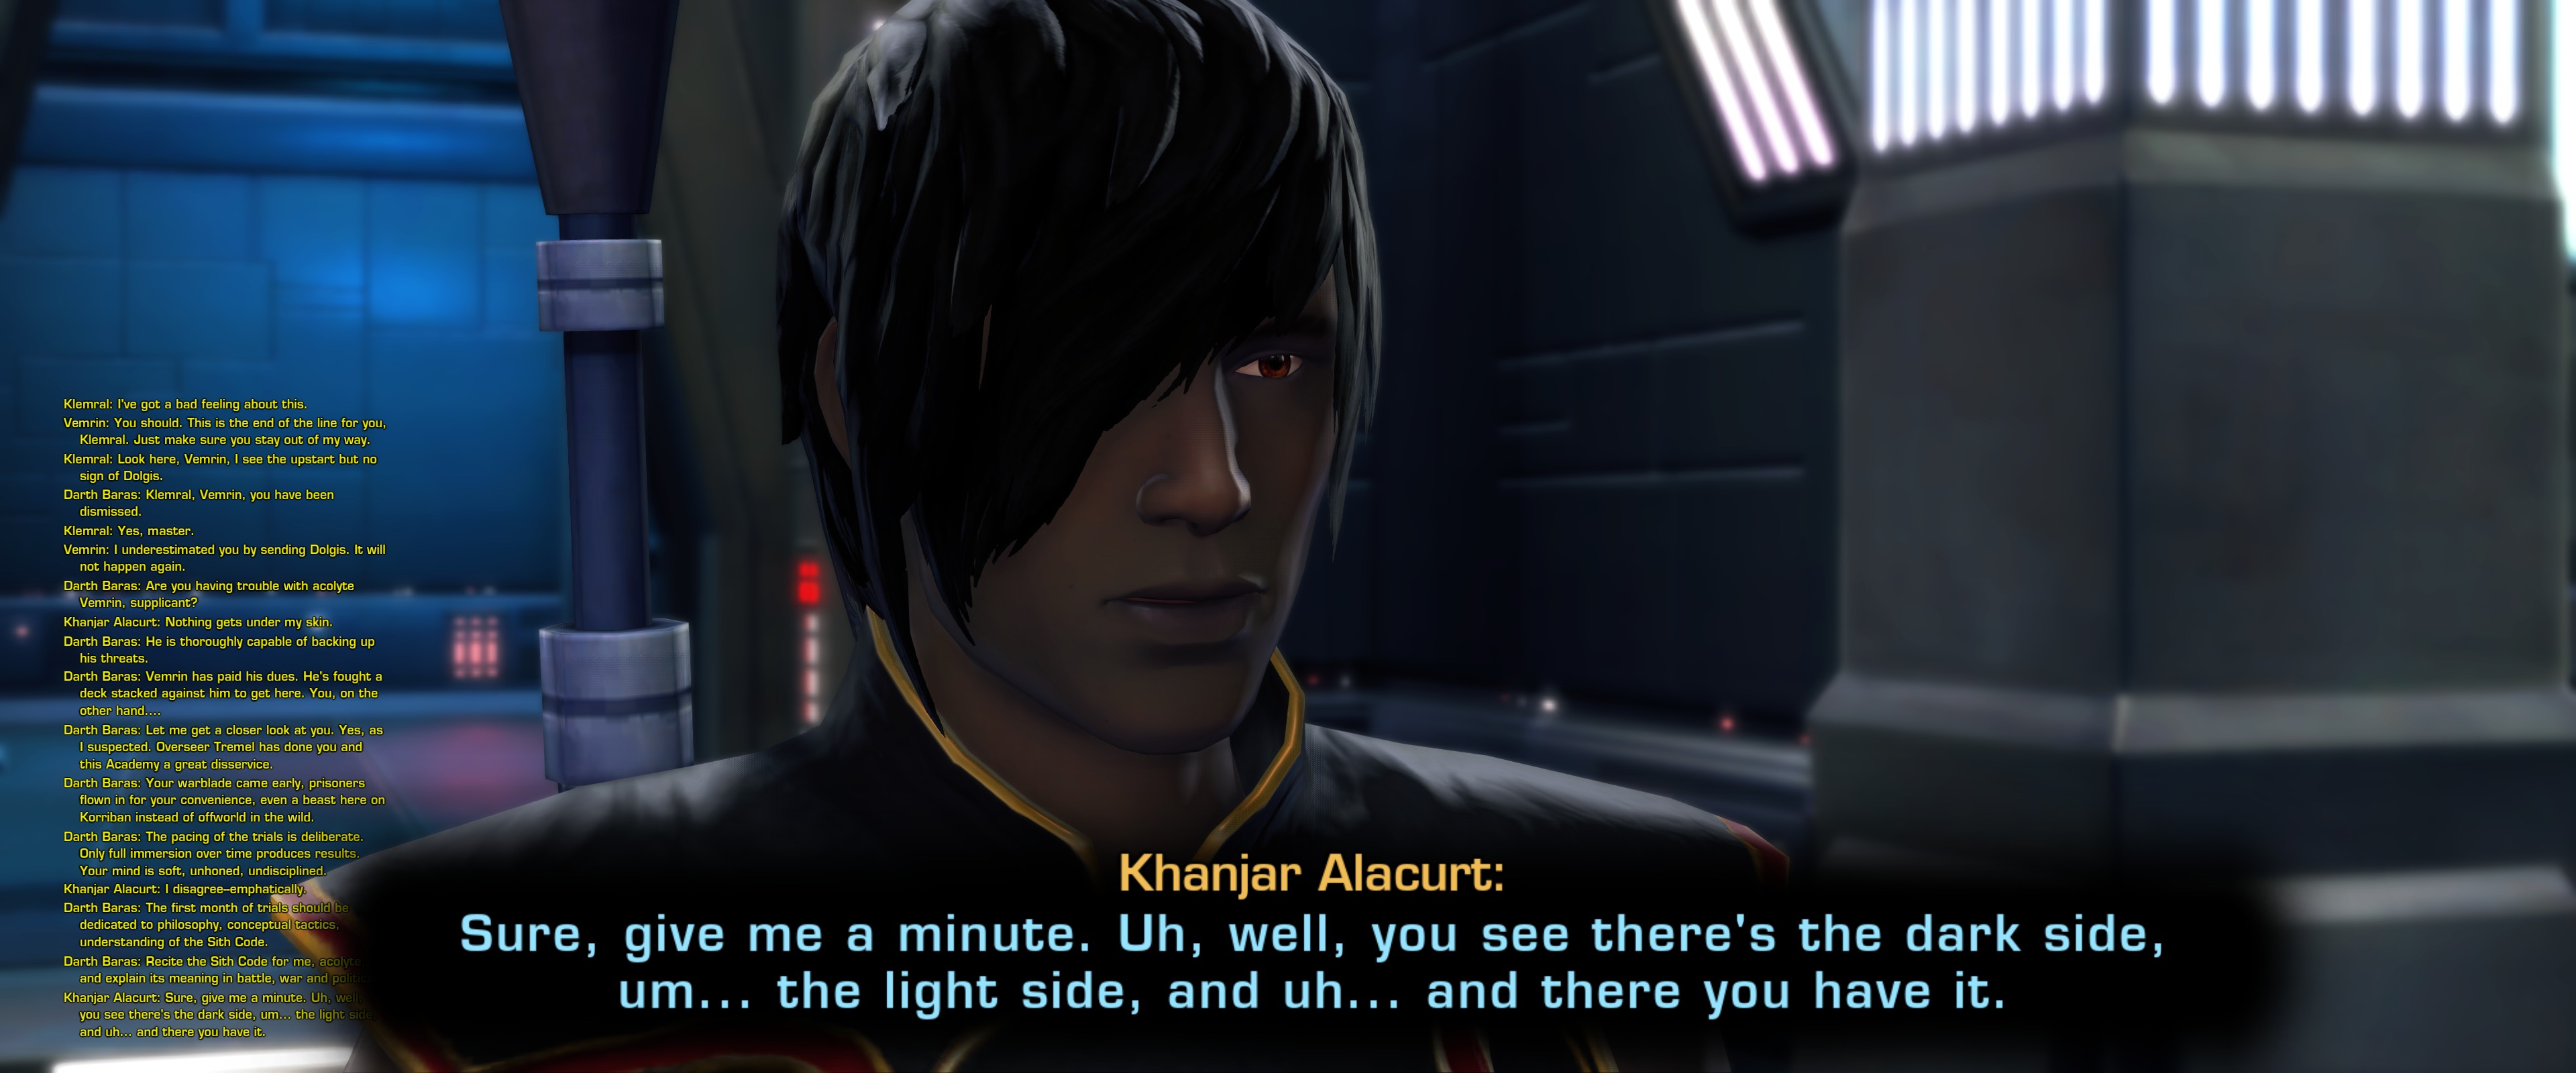 Klemral: I've got a bad feeling about this.
Vemrin: You should. This is the end of the line for you,
Klemral. Just make sure you stay out of my way.
Klemral: Look here, Vemrin, I see the upstart but no
sign of Dolgis.
Darth Baras: Klemral, Vemrin, you have been
dismissed.
Klemral: Yes, master.
Vemrin: I underestimated you by sending Dolgis. It will
not happen again.
Darth Baras: Are you having trouble with acolyte
Vemrin, supplicant?
Khanjar Alacurt: Nothing gets under my skin.
Darth Baras: He is thoroughly capable of backing up
his threats.
Darth Baras: Vemrin has paid his dues. He's fought a
deck stacked against him to get here. You, on the
other hand....
Darth Baras: Let me get a closer look at you. Yes, as
I suspected. Overseer Tremel has done you and
this Academy a great disservice.
Darth Baras: Your warblade came early, prisoners
flown in for your convenience, even a beast here on
Korriban instead of offworld in the wild.
Darth Baras: The pacing of the trials is deliberate.
Only full immersion over time produces results.
Your mind is soft, unhoned, undisciplined.
Khanjar Alacurt: I disagree--emphatically.
Darth Baras: The first month of trials should be
dedicated to philosophy, conceptual tactics,
understanding of the Sith Code.
Darth Baras: Recite the Sith Code for me, acolyte
and explain its meaning in battle, war and
Khanjar Alacurt: Sure, give me a minute. Uh, well,
you see there's the dark side, um... the light side
and uh... and there you have it.
Khanjar Alacurt:
Sure, give me a minute. Uh, well, you see there's the dark side,
um... the light side, and uh... and there you have it.